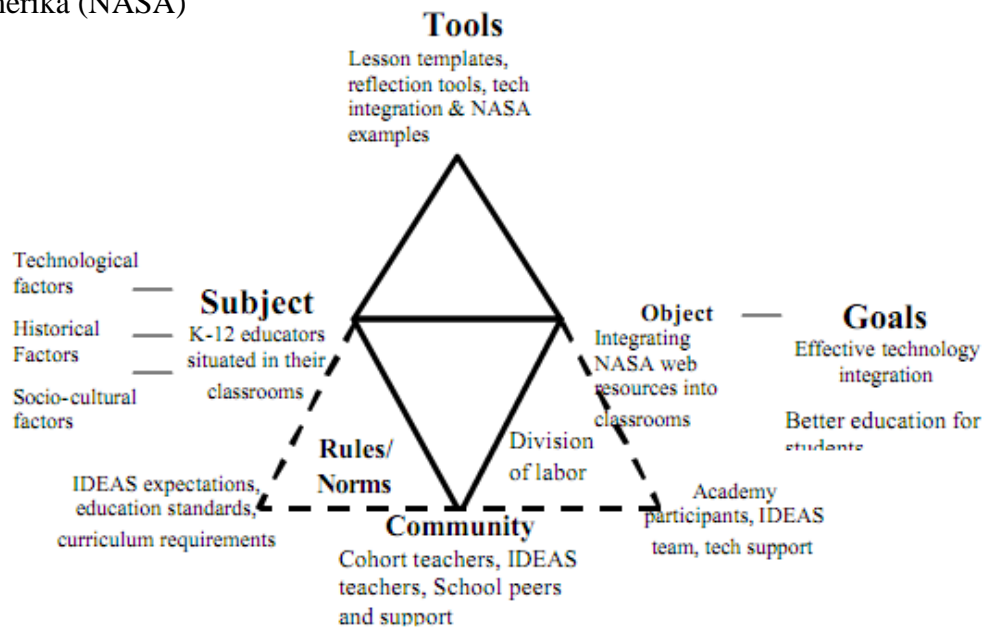 (NASA)
Tools
Lesson templates,
reflection tools, tech
integration & NASA
examples
Technological
factors
Historical
Factors
Socio-cultural
factors
Subject
K-12 educators
situated in their
classrooms
Object
Integrating
NASA web
resources into
classrooms
Goals
Effective technology
integration
Better education for
students
Rules/
Norms
Division
of labor
IDEAS expectations,
education standards,
curriculum requirements
Community
Cohort teachers, IDEAS
teachers, School peers
and support
Academy
participants, IDEAS
team, tech support